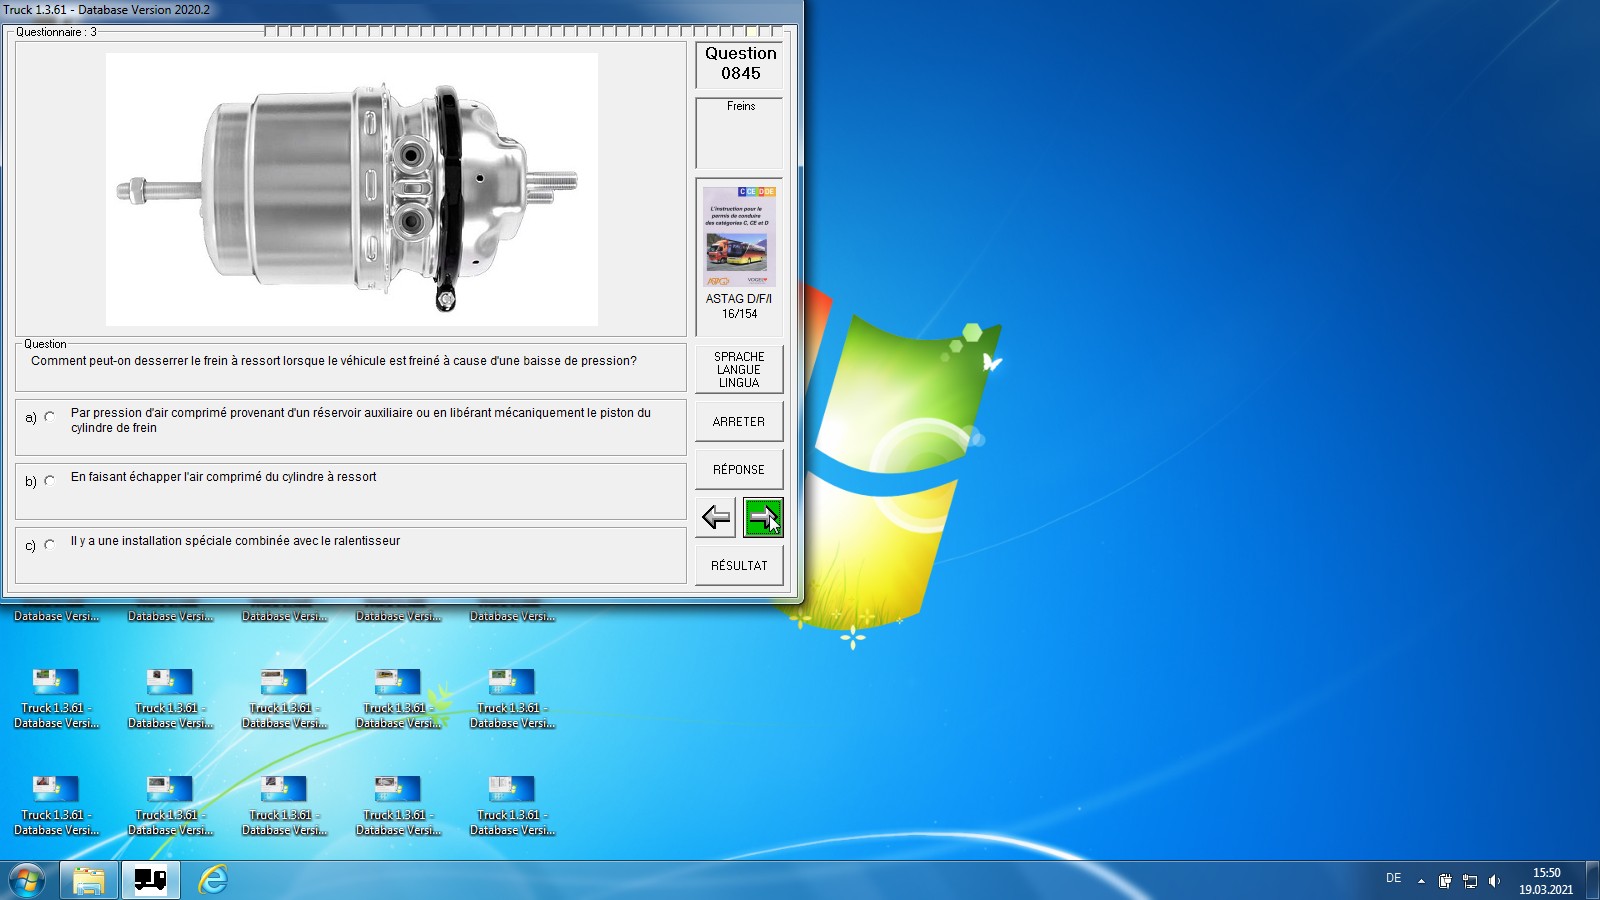 Truck 1.3.61 - Database Version 2020.2
Questionnaire : 3
Question
0845
Freins
C CE D DE
L'instruction pour le
permis de conduire
des catégories C, CE et D
ASTAG D/F/I
16/154
Question
Comment peut-on desserrer le frein à ressort lorsque le véhicule est freiné à cause d'une baisse de pression?
a) Par pression d'air comprimé provenant d'un réservoir auxiliaire ou en libérant mécaniquement le piston du
cylindre de frein
b) En faisant échapper l'air comprimé du cylindre à ressort
c) Il y a une installation spéciale combinée avec le ralentisseur
SPRACHE
LANGUE
LINGUA
ARRETER
RÉPONSE
RÉSULTAT
Database Versi... Database Versi... Database Versi... Database Versi... Database Versi...
Truck 1.3.61 - Truck 1.3.61 - Truck 1.3.61 - Truck 1.3.61 - Truck 1.3.61 -
Database Versi... Database Versi... Database Versi... Database Versi... Database Versi...
Truck 1.3.61 - Truck 1.3.61 - Truck 1.3.61 - Truck 1.3.61 - Truck 1.3.61 -
Database Versi... Database Versi... Database Versi... Database Versi... Database Versi...
DE
15:50
19.03.2021